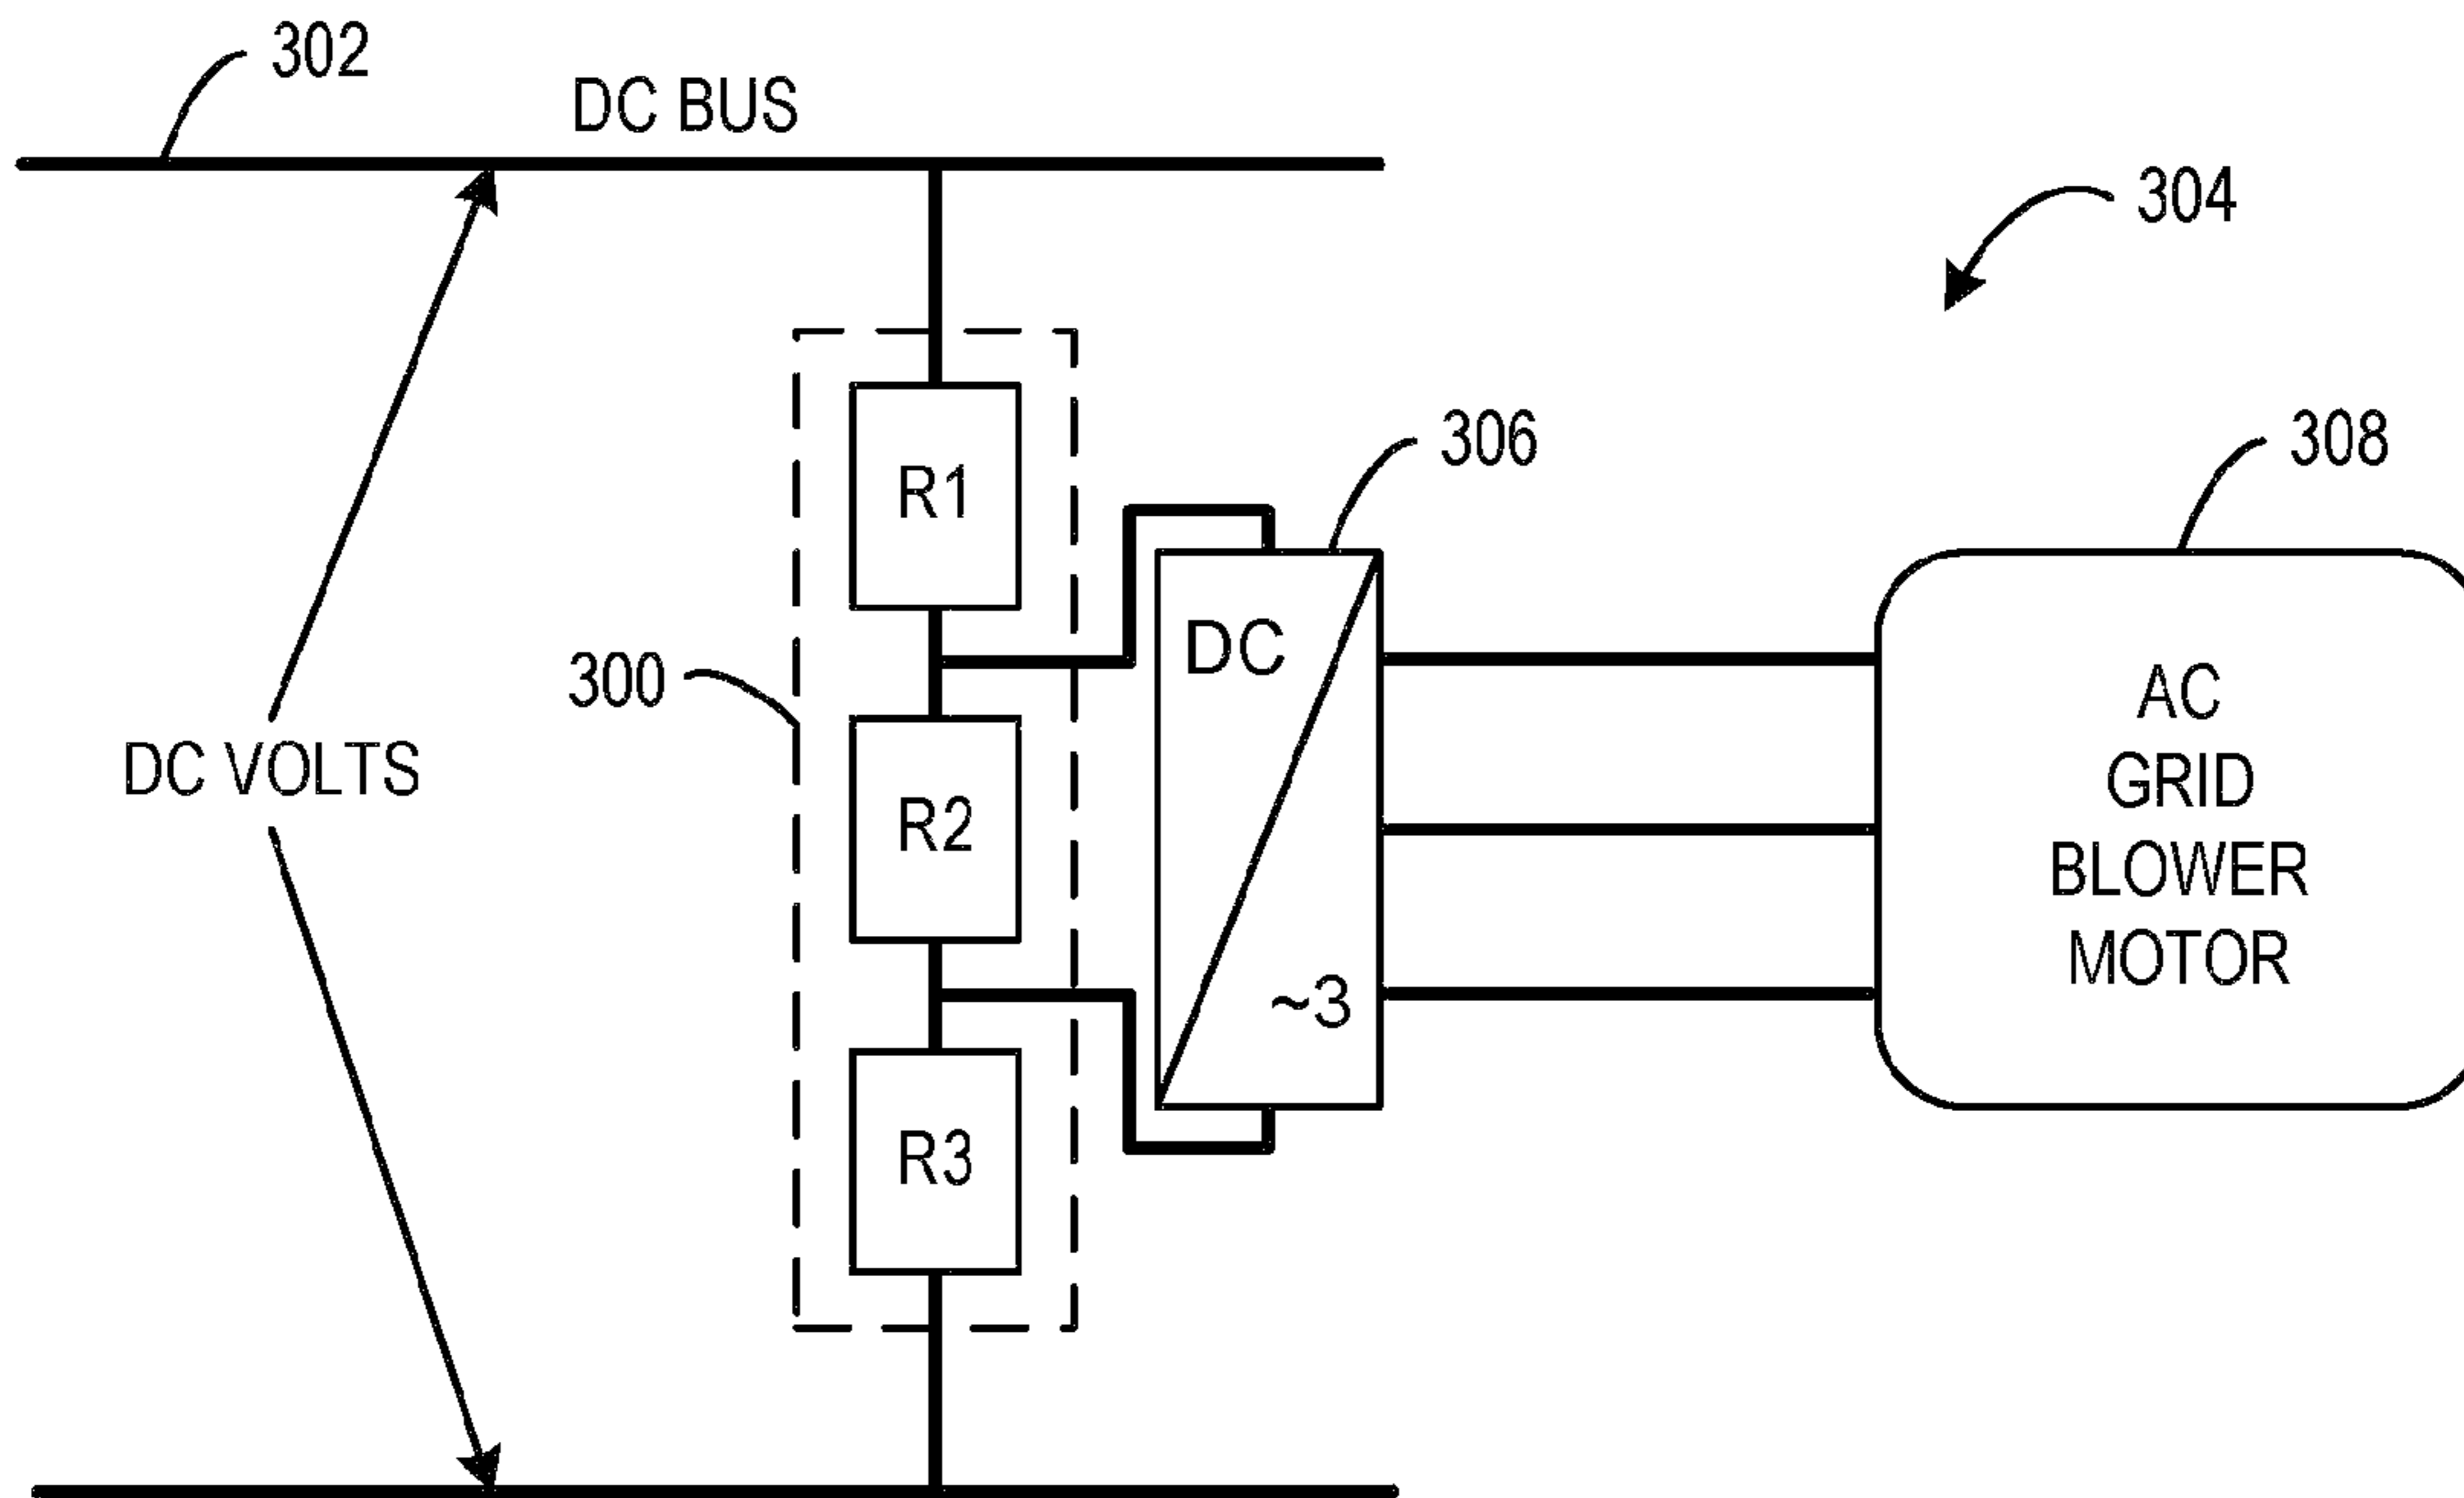 302
DC BUS
304
306
308
R1
DC
300
AC
GRID
BLOWER
MOTOR
DC VOLTS
R2
~3
R3